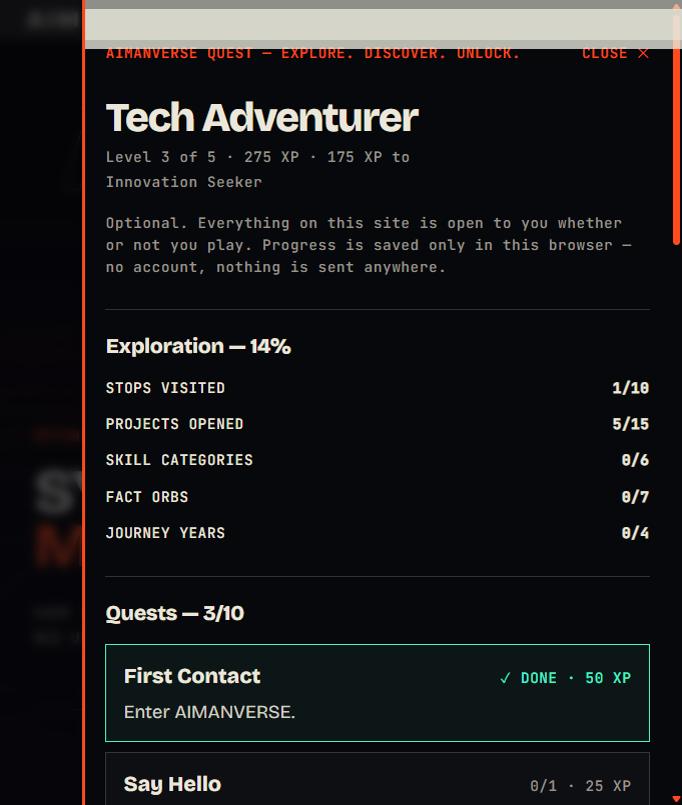 AIMANVERSE QUEST — EXPLORE. DISCOVER. UNLOCK.
CLOSE ✕
Tech Adventurer
Level 3 of 5 · 275 XP · 175 XP to
Innovation Seeker
Optional. Everything on this site is open to you whether
or not you play. Progress is saved only in this browser —
no account, nothing is sent anywhere.
Exploration — 14%
STOPS VISITED 1/10
PROJECTS OPENED 5/15
SKILL CATEGORIES 0/6
FACT ORBS 0/7
JOURNEY YEARS 0/4
Quests — 3/10
First Contact ✓ DONE · 50 XP
Enter AIMANVERSE.
Say Hello 0/1 · 25 XP